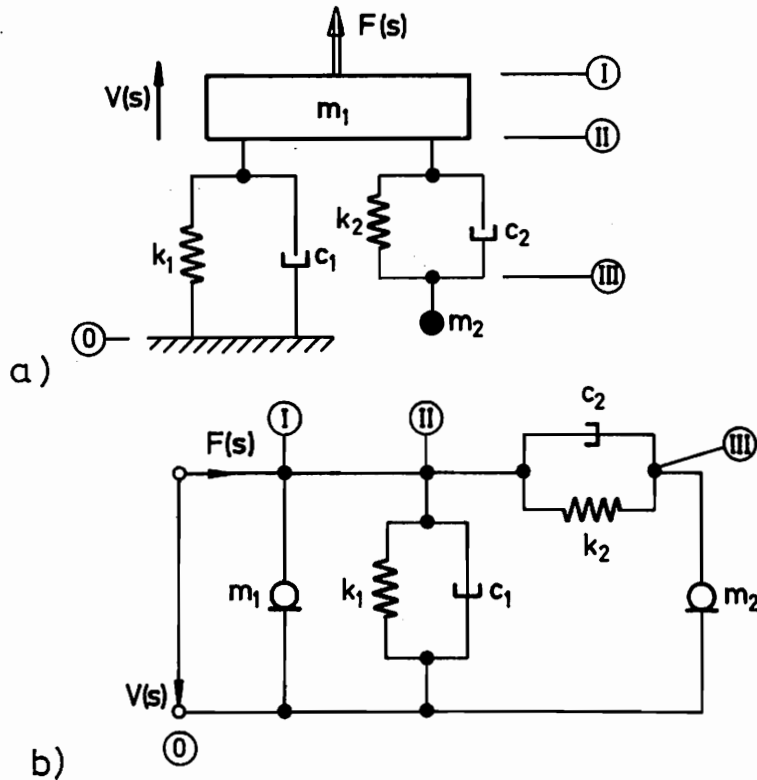 F(s)
I
V(s)
m₁
II
k₁
c₁
k₂
c₂
III
0
m₂
a)
I
II
c₂
III
F(s)
k₂
m₁
k₁
c₁
m₂
V(s)
0
b)